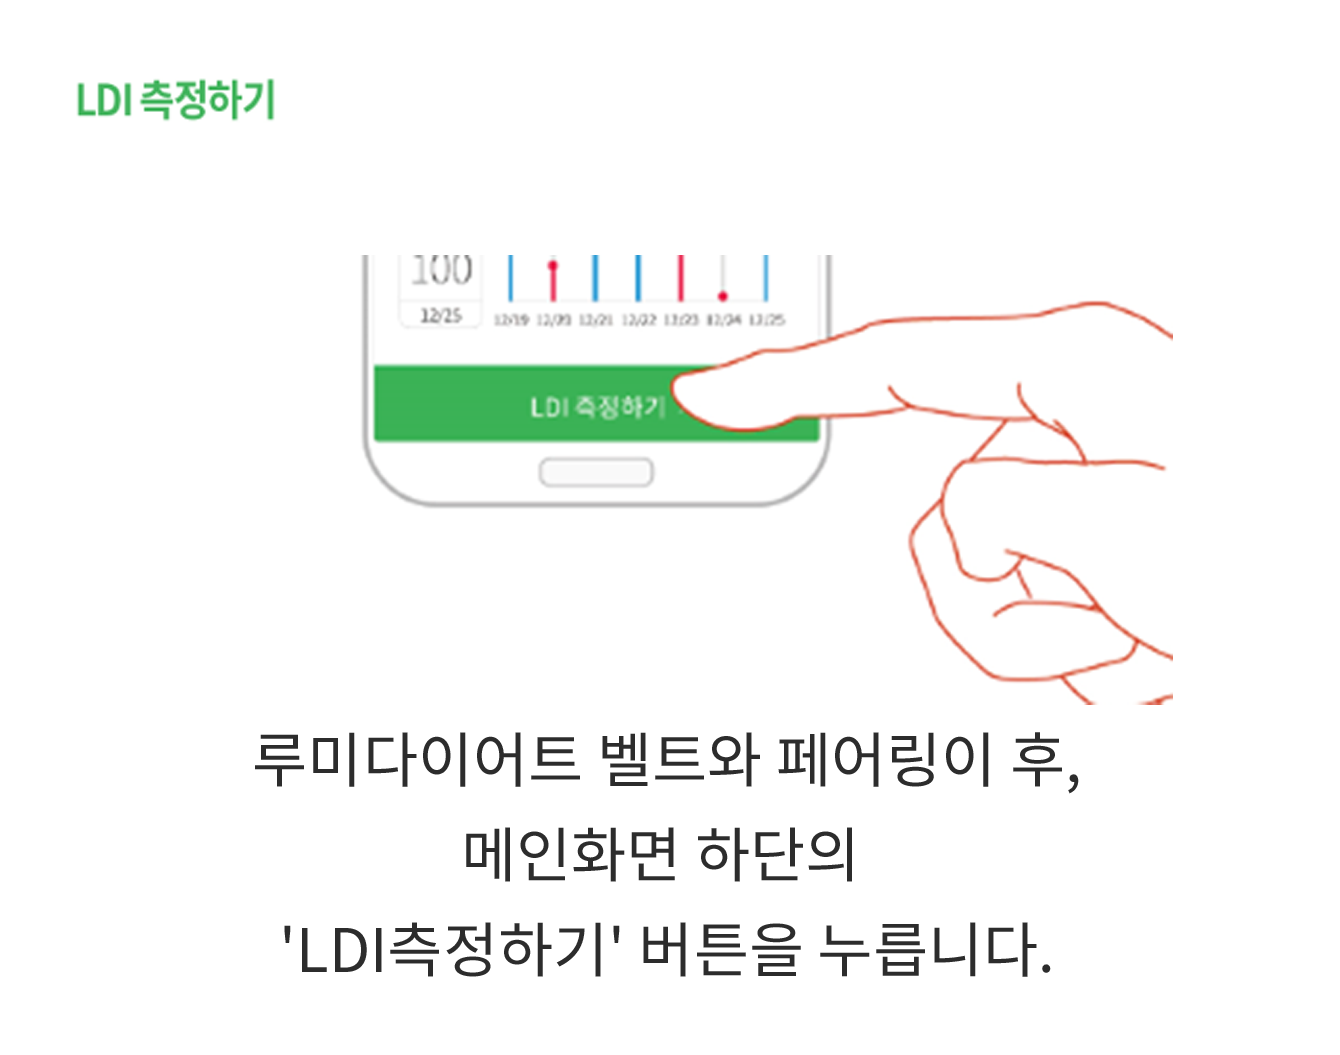 LDI 측정하기
100
12/25
12/19 12/20 12/21 12/22 12/23 12/24 12/25
LDI 측정하기
루미다이어트 벨트와 페어링이 후,
메인화면 하단의
'LDI측정하기' 버튼을 누릅니다.